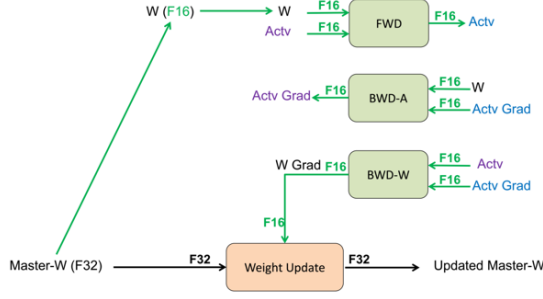 W (F16)
W
F16
Actv
F16
FWD
F16
Actv
Actv Grad
F16
BWD-A
F16
W
F16
Actv Grad
W Grad
F16
BWD-W
F16
Actv
F16
Actv Grad
F16
Master-W (F32)
F32
Weight Update
F32
Updated Master-W